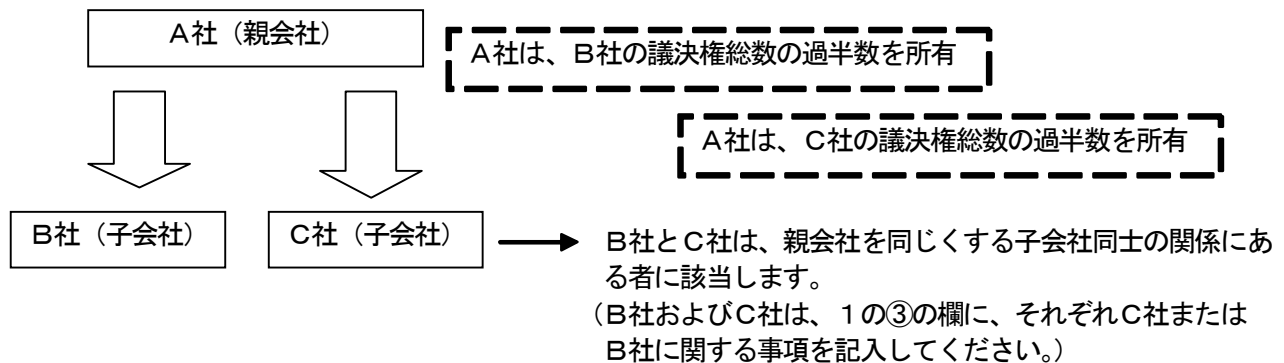 A社（親会社）
A社は、B社の議決権総数の過半数を所有
A社は、C社の議決権総数の過半数を所有
B社（子会社）
C社（子会社）
B社とC社は、親会社を同じくする子会社同士の関係にあ
る者に該当します。
（B社およびC社は、１の③の欄に、それぞれC社または
B社に関する事項を記入してください。）